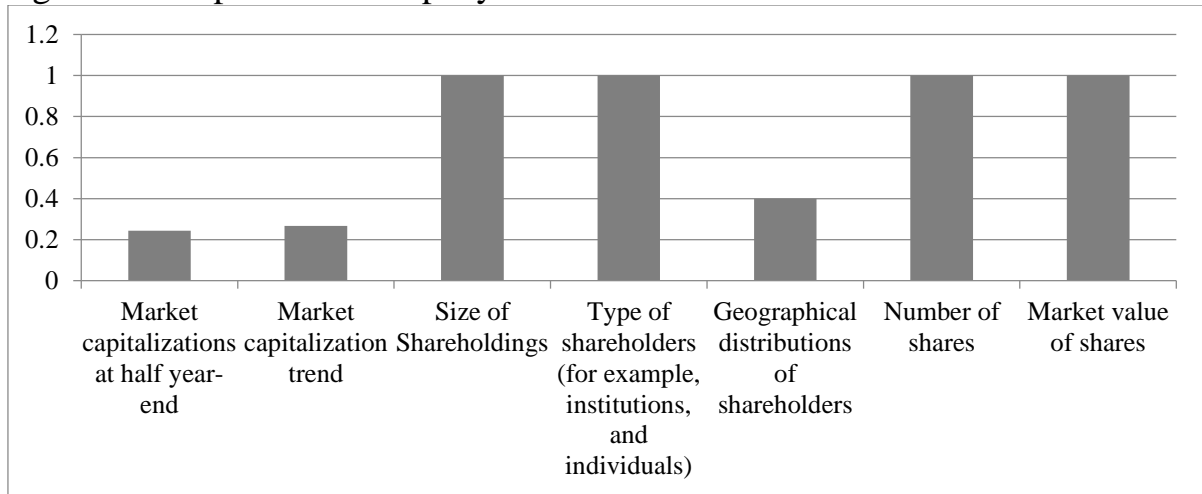 1.2
1
0.8
0.6
0.4
0.2
0
Market
capitalizations
at half year-
end
Market
capitalization
trend
Size of
Shareholdings
Type of
shareholders
(for example,
institutions,
and
individuals)
Geographical
distributions
of
shareholders
Number of
shares
Market value
of shares